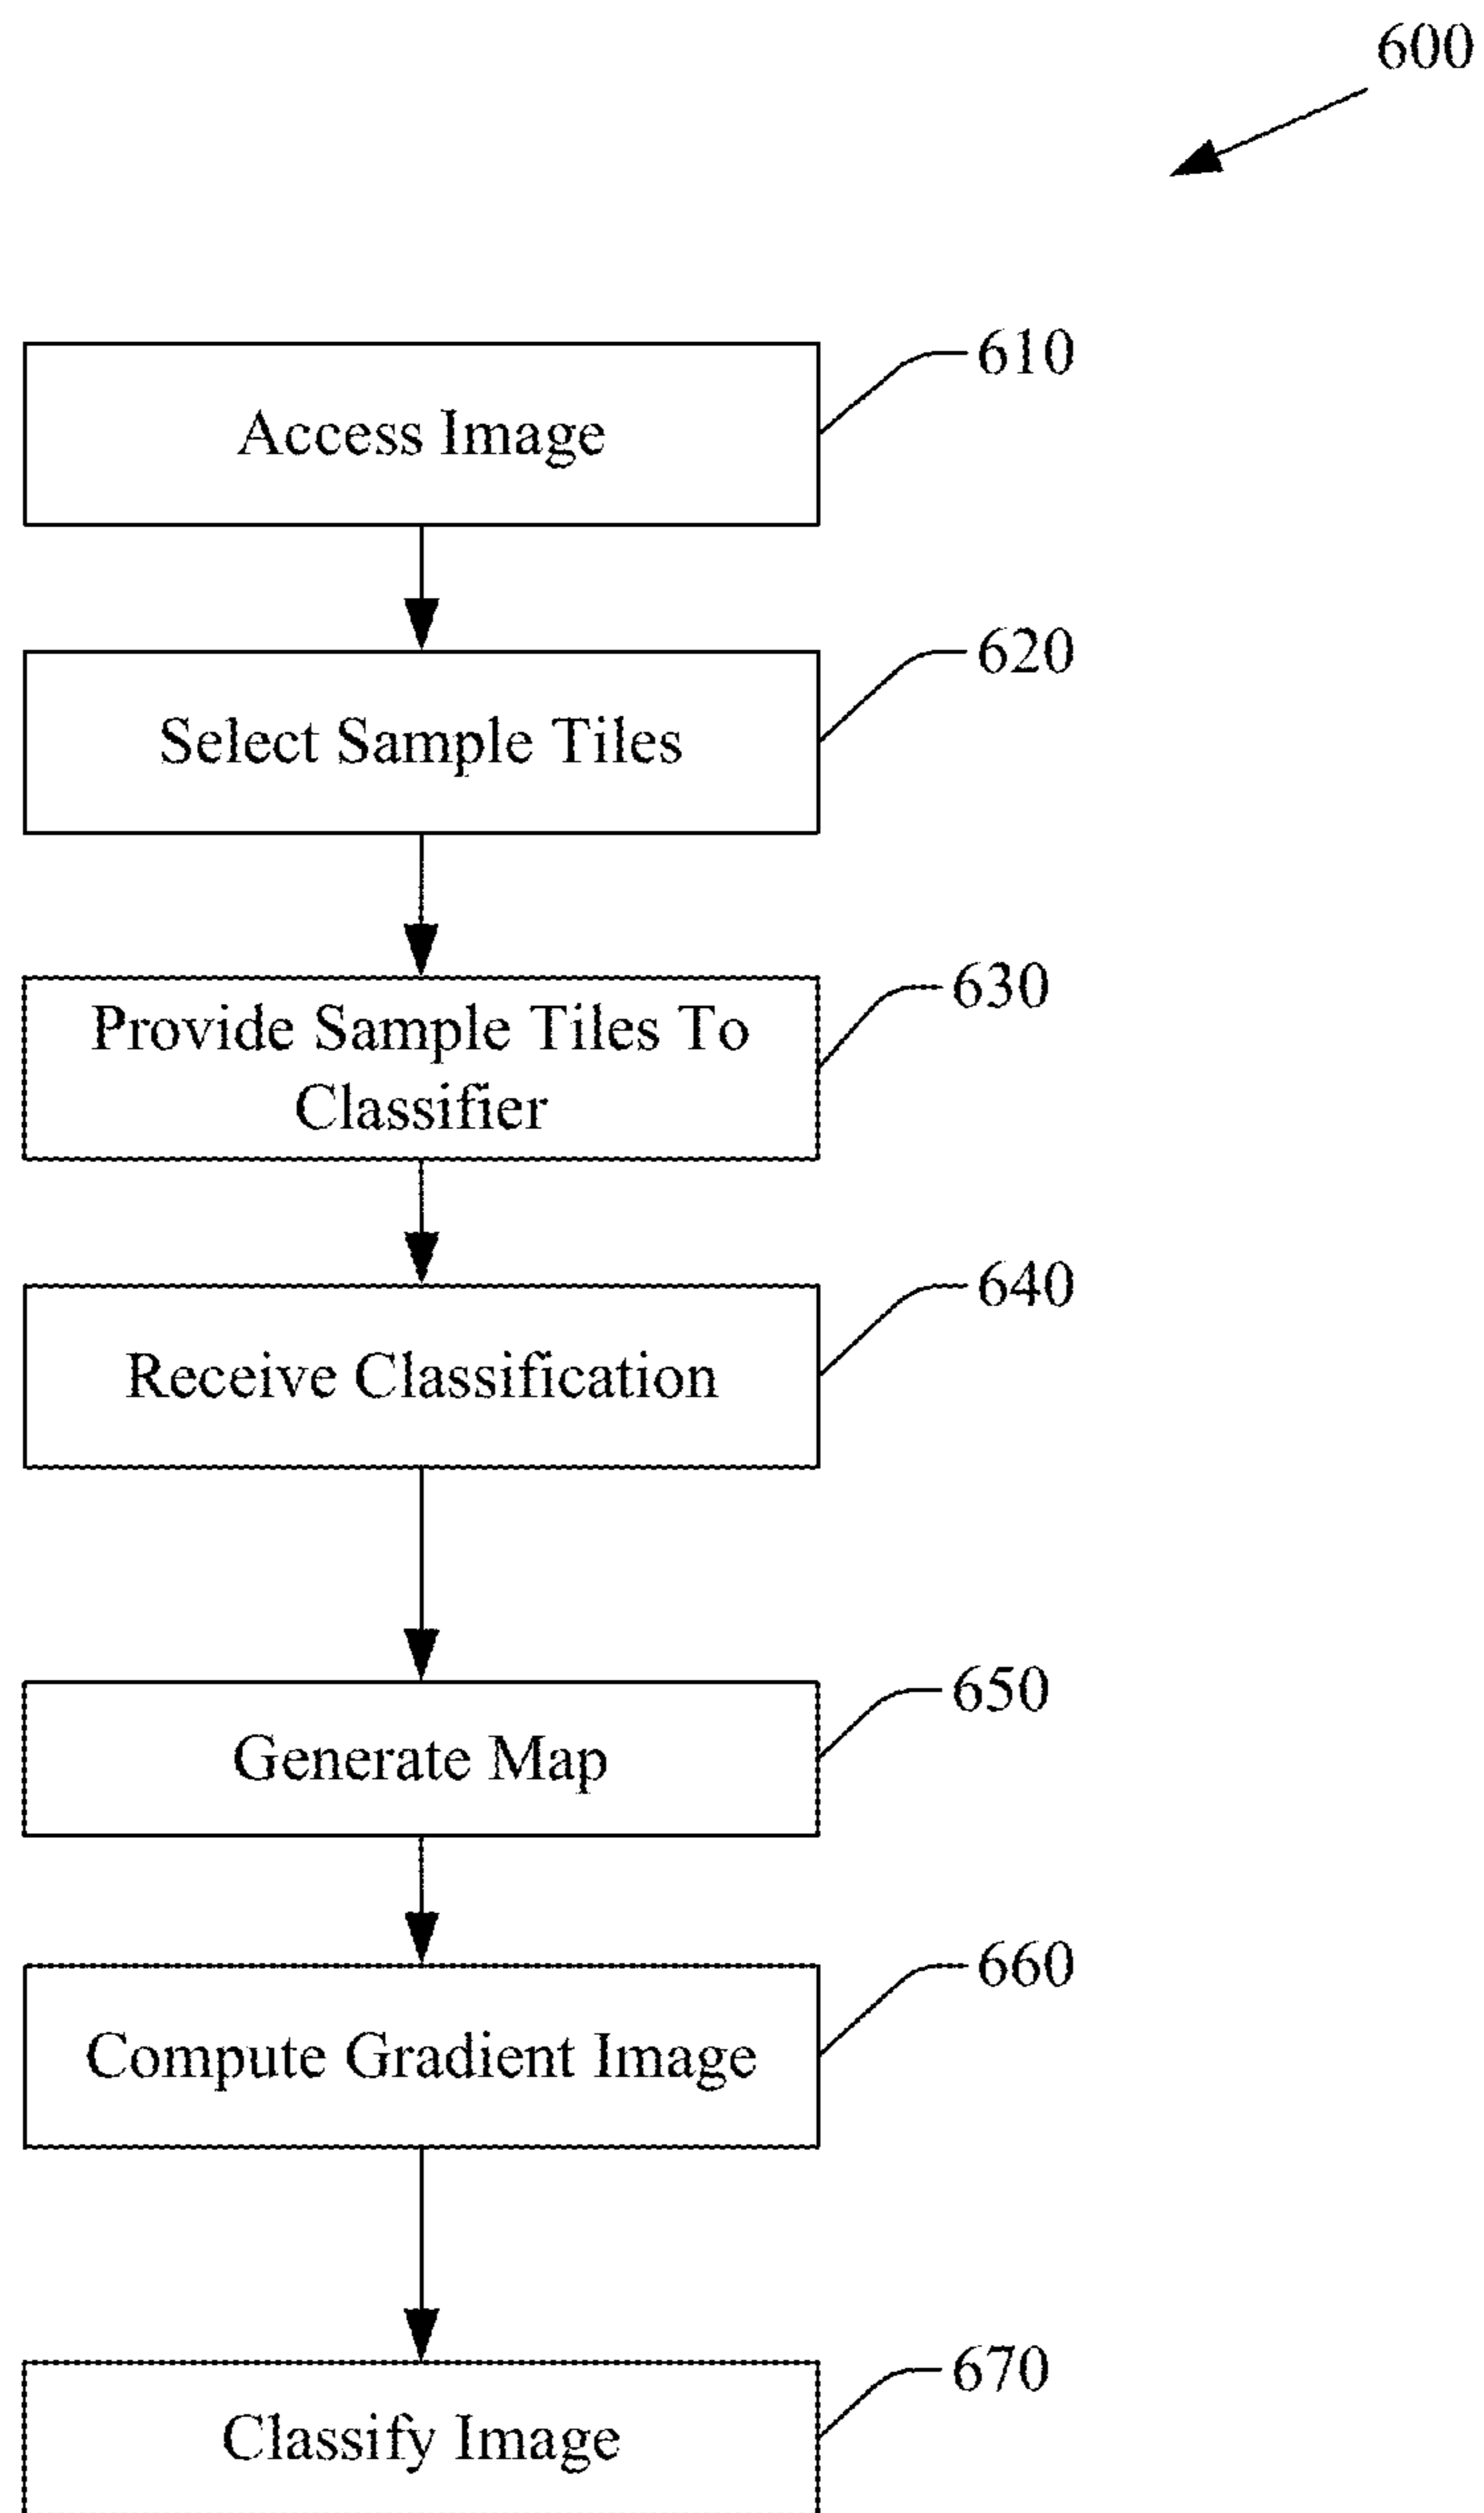 600
Access Image
610
Select Sample Tiles
620
Provide Sample Tiles To
Classifier
630
Receive Classification
640
Generate Map
650
Compute Gradient Image
660
Classify Image
670